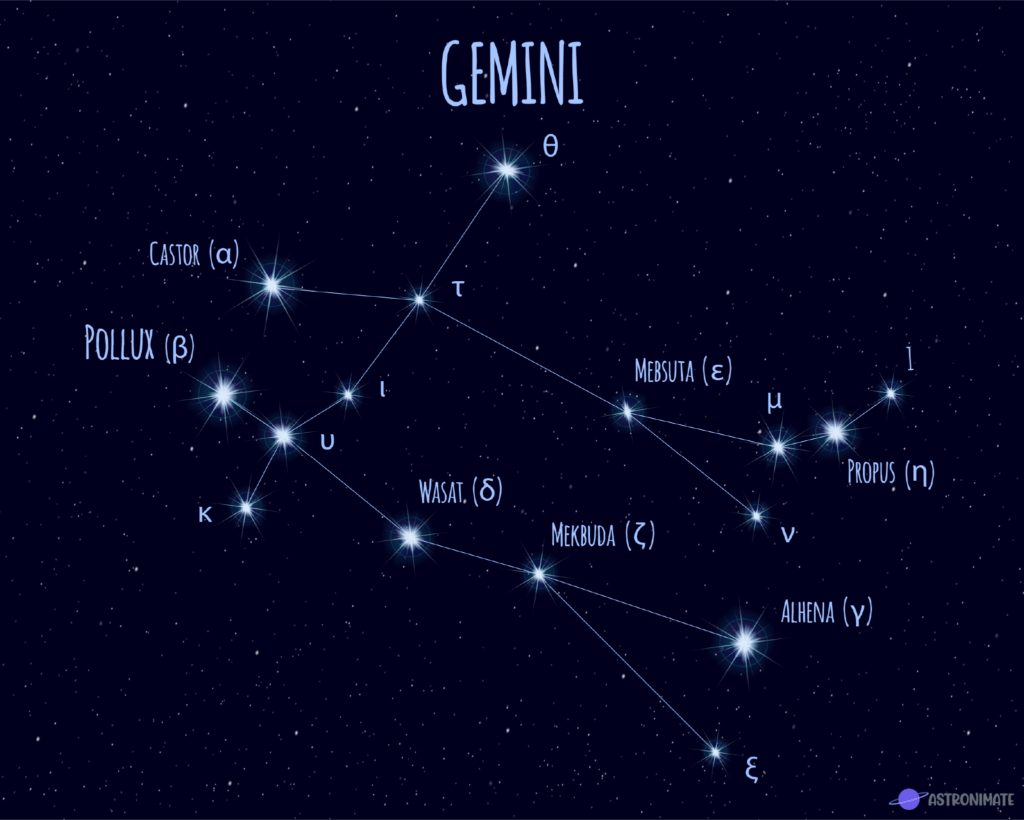 GEMINI
θ
CASTOR (α)
τ
POLLUX (β)
1
MEBSUTA (ε)
ι
μ
υ
PROPUS (η)
WASAT (δ)
κ
MEKBUDA (ζ)
ν
ALHENA (γ)
ξ
ASTRONIMATE